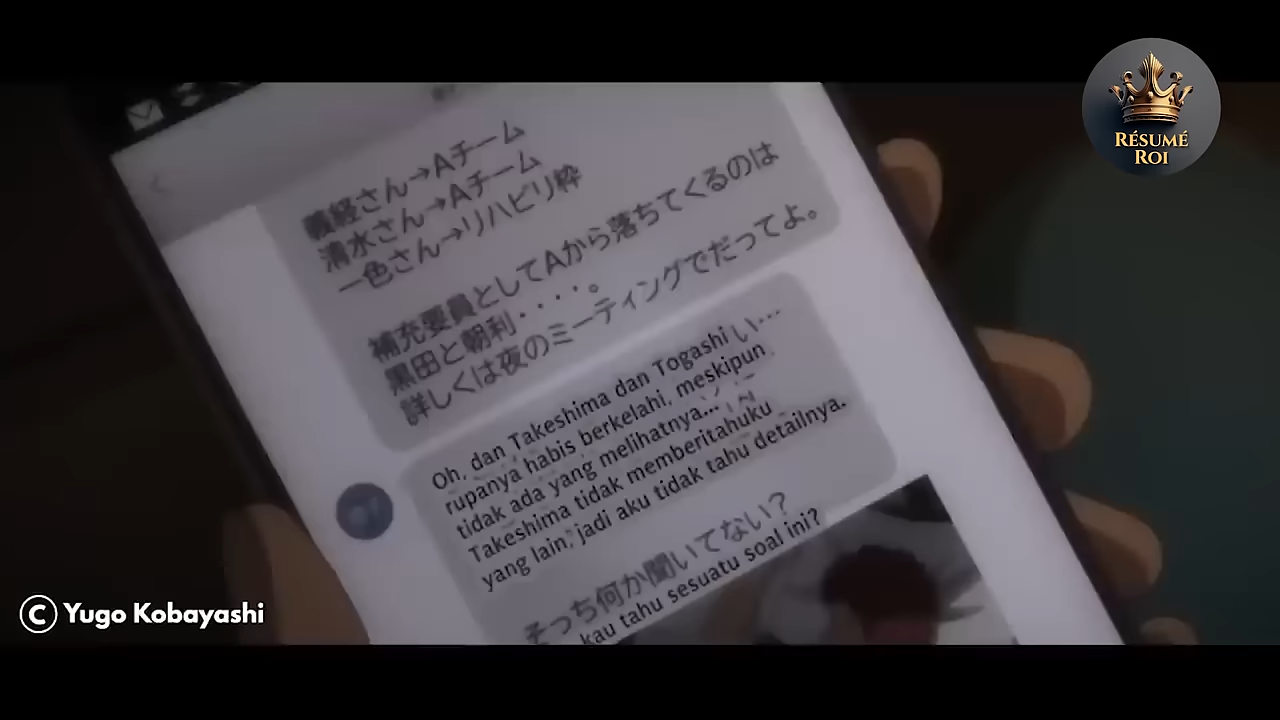 RÉSUMÉ
ROI
義経さん→Aチーム
清水さん→Aチーム
一色さん→リハビリ枠
補充要員としてAから落ちてくるのは
黒田と朝利・・・・。
詳しくは夜のミーティングでだってよ。
Oh, dan Takeshima dan Togashi い…
rupanya habis berkelahi, meskipun
tidak ada yang melihatnya...
Takeshima tidak memberitahuku
yang lain, jadi aku tidak tahu detailnya.
そっち何か聞いてない?
kau tahu sesuatu soal ini?
© Yugo Kobayashi